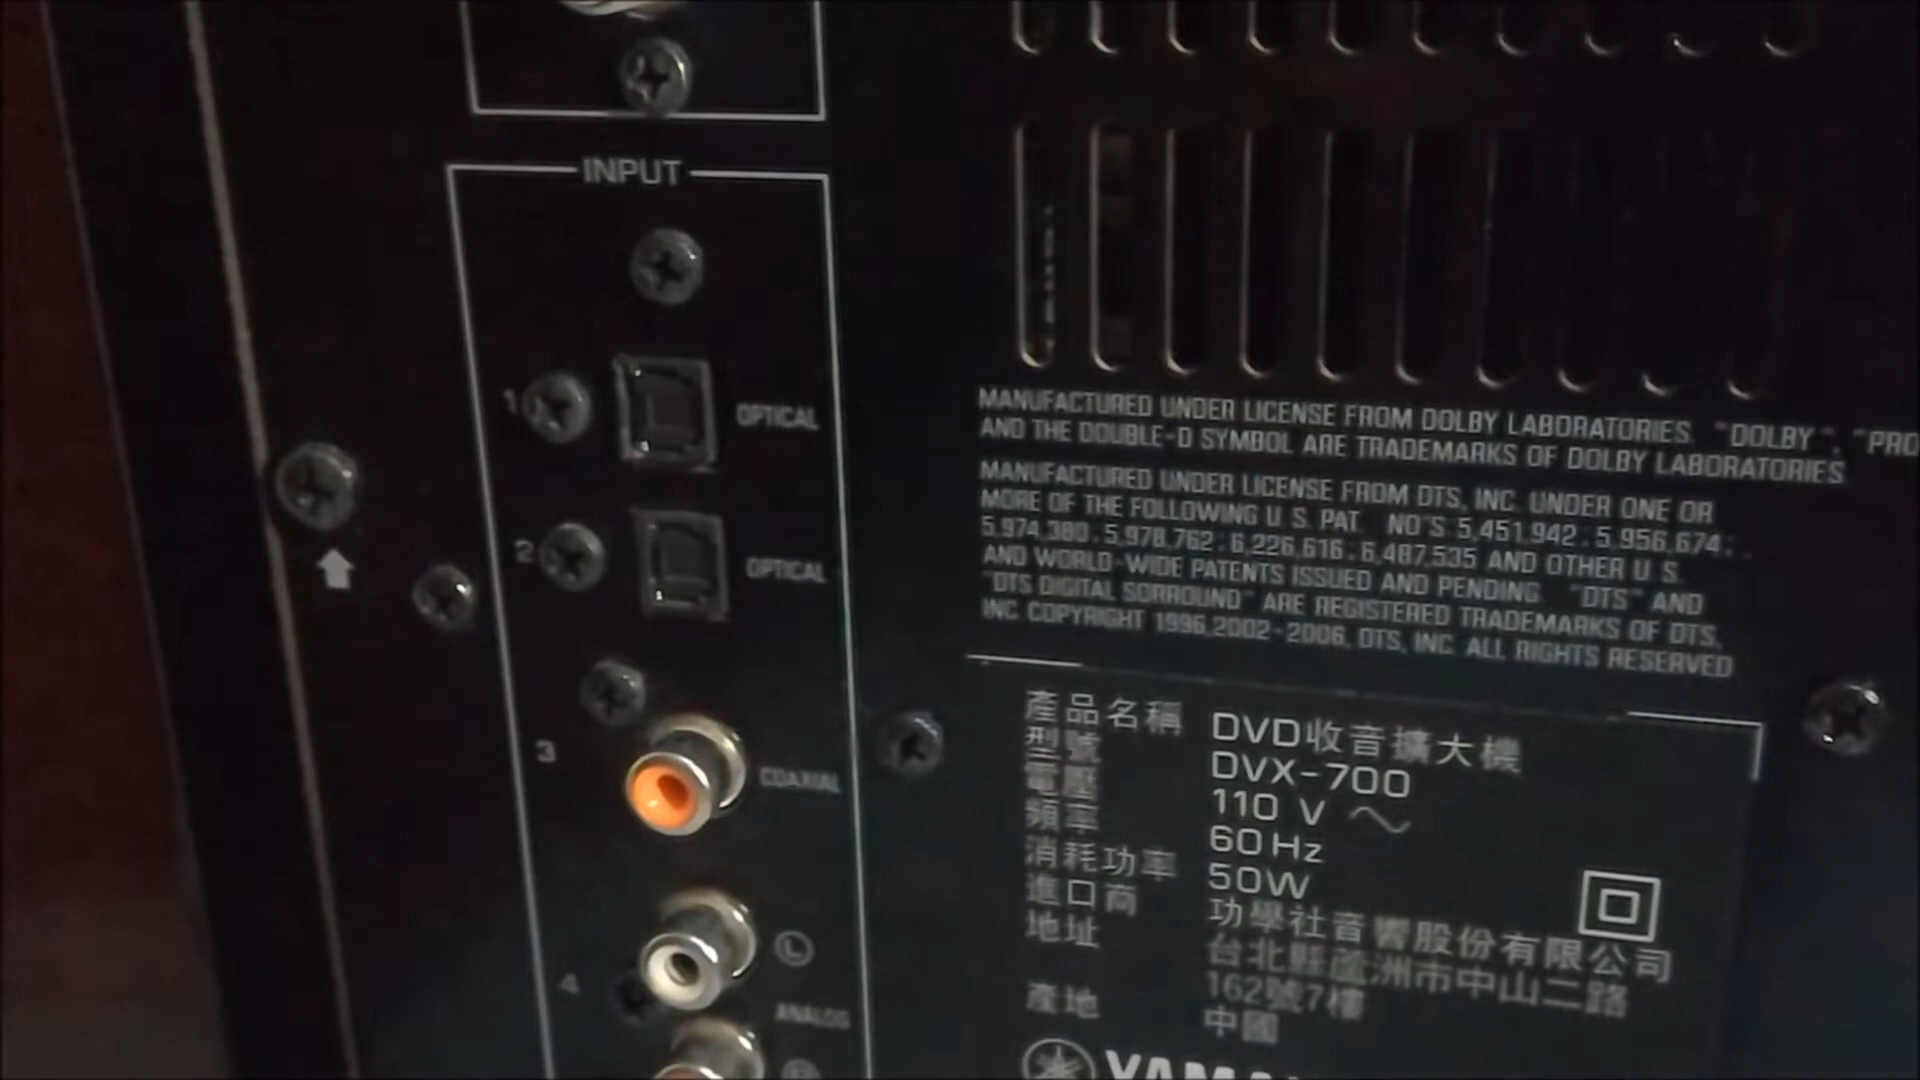 INPUT
1
OPTICAL
2
OPTICAL
3
COAXIAL
L
4
ANALOG
MANUFACTURED UNDER LICENSE FROM DOLBY LABORATORIES. "DOLBY", "PRO
AND THE DOUBLE-D SYMBOL ARE TRADEMARKS OF DOLBY LABORATORIES.
MANUFACTURED UNDER LICENSE FROM DTS, INC. UNDER ONE OR
MORE OF THE FOLLOWING U.S. PAT. NO'S: 5,451,942; 5,956,674;
5,974,380; 5,978,762; 6,226,616; 6,487,535 AND OTHER U.S.
AND WORLD-WIDE PATENTS ISSUED AND PENDING. "DTS" AND
"DTS DIGITAL SORROUND" ARE REGISTERED TRADEMARKS OF DTS,
INC. COPYRIGHT 1996,2002-2006, DTS, INC. ALL RIGHTS RESERVED
產品名稱 DVD收音擴大機
型號 DVX-700
電壓 110 V ～
頻率 60 Hz
消耗功率 50W
進口商 功學社音響股份有限公司
地址 台北縣蘆洲市中山二路
162號7樓
產地 中國